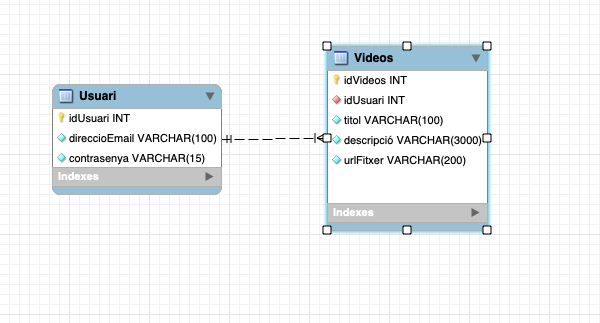 Usuari
idUsuari INT
direccioEmail VARCHAR(100)
contrasenya VARCHAR(15)
Indexes
Videos
idVideos INT
idUsuari INT
titol VARCHAR(100)
descripció VARCHAR(3000)
urlFitxer VARCHAR(200)
Indexes